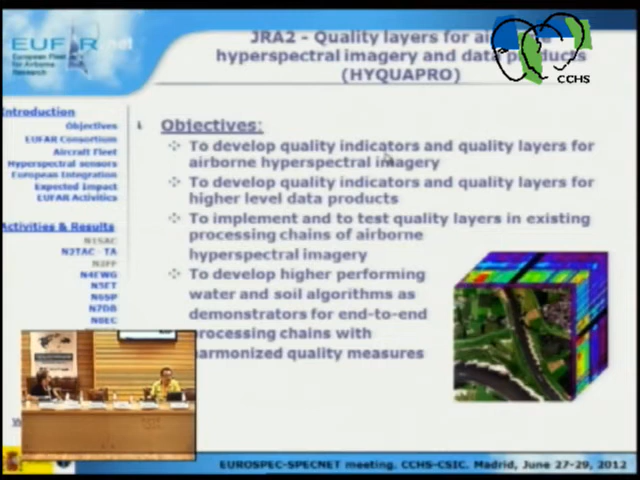 EUFAR.net
European Fleet
for Airborne
Research
JRA2 - Quality layers for
hyperspectral imagery and data products
(HYQUAPRO)
CCHS
Introduction
Objectives
EUFAR Consortium
Aircraft Fleet
Hyperspectral sensors
European Integration
Expected Impact
EUFAR Activities
Activities & Results
N1SAC
N2TAC - TA
N3FF
N4EWG
N5ET
N6SP
N7DB
N8EC
Objectives:
To develop quality indicators and quality layers for
airborne hyperspectral imagery
To develop quality indicators and quality layers for
higher level data products
To implement and to test quality layers in existing
processing chains of airborne
hyperspectral imagery
To develop higher performing
water and soil algorithms as
demonstrators for end-to-end
processing chains with
harmonized quality measures
EUROSPEC-SPECNET meeting. CCHS-CSIC. Madrid, June 27-29, 2012